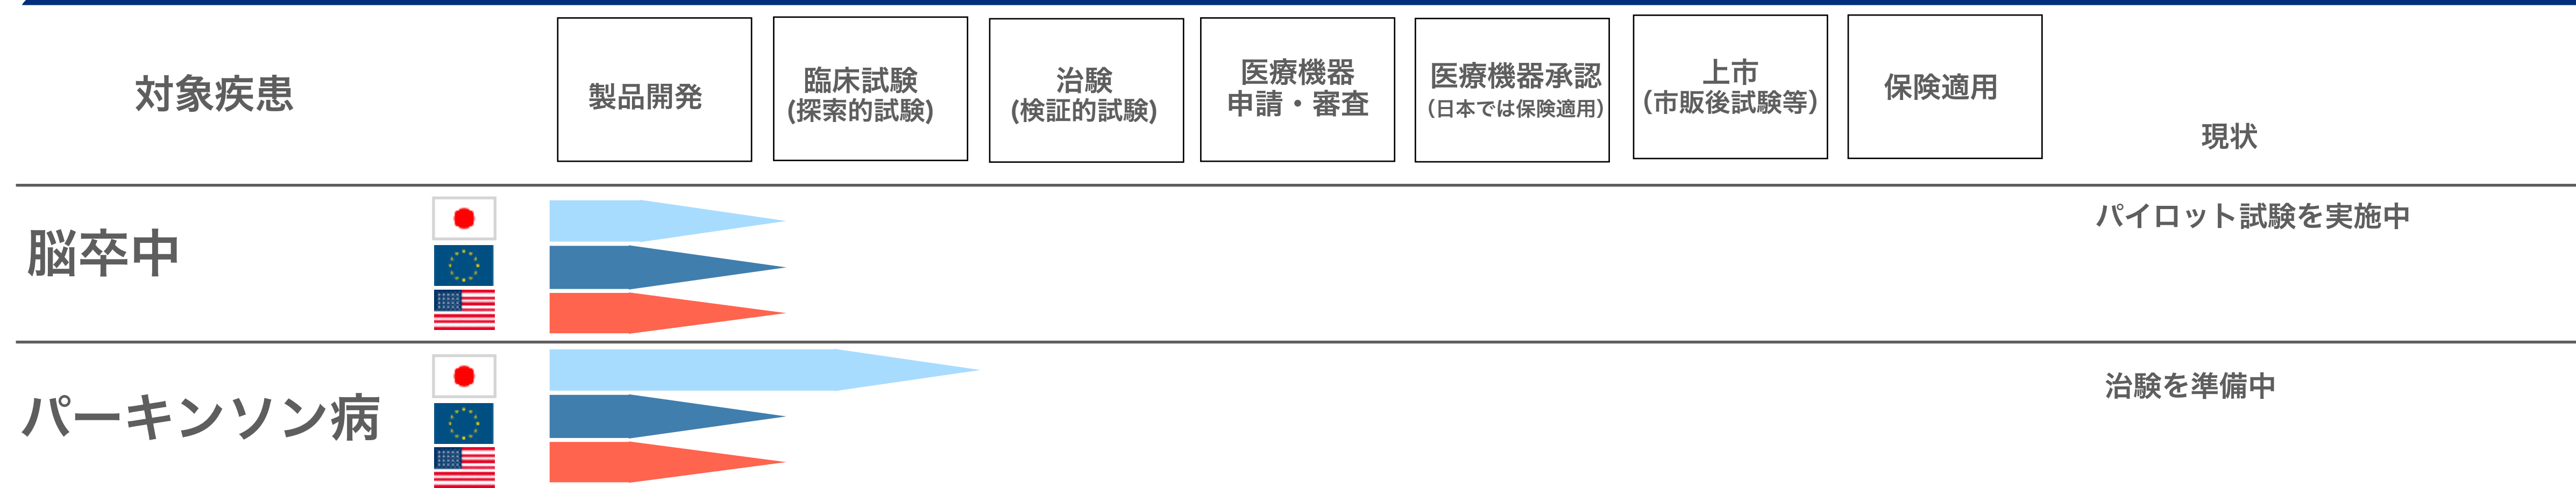 対象疾患
製品開発
臨床試験
(探索的試験)
治験
(検証的試験)
医療機器
申請・審査
医療機器承認
（日本では保険適用）
上市
（市販後試験等）
保険適用
現状
脳卒中
パイロット試験を実施中
パーキンソン病
治験を準備中